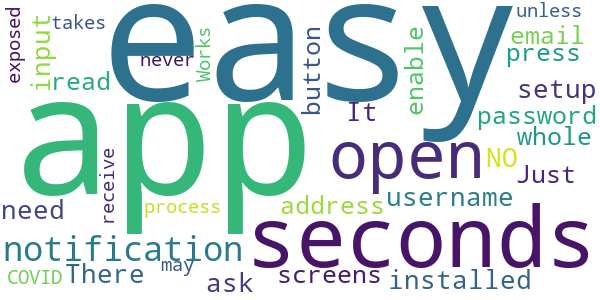 easy
unless
takes
exposed
input
read
never
Works
button
enable
email
press
It
setup
app
password
open
NO
whole
Just
need
receive
process
address
username
seconds
notification
COVID
There
may
ask
screens
installed